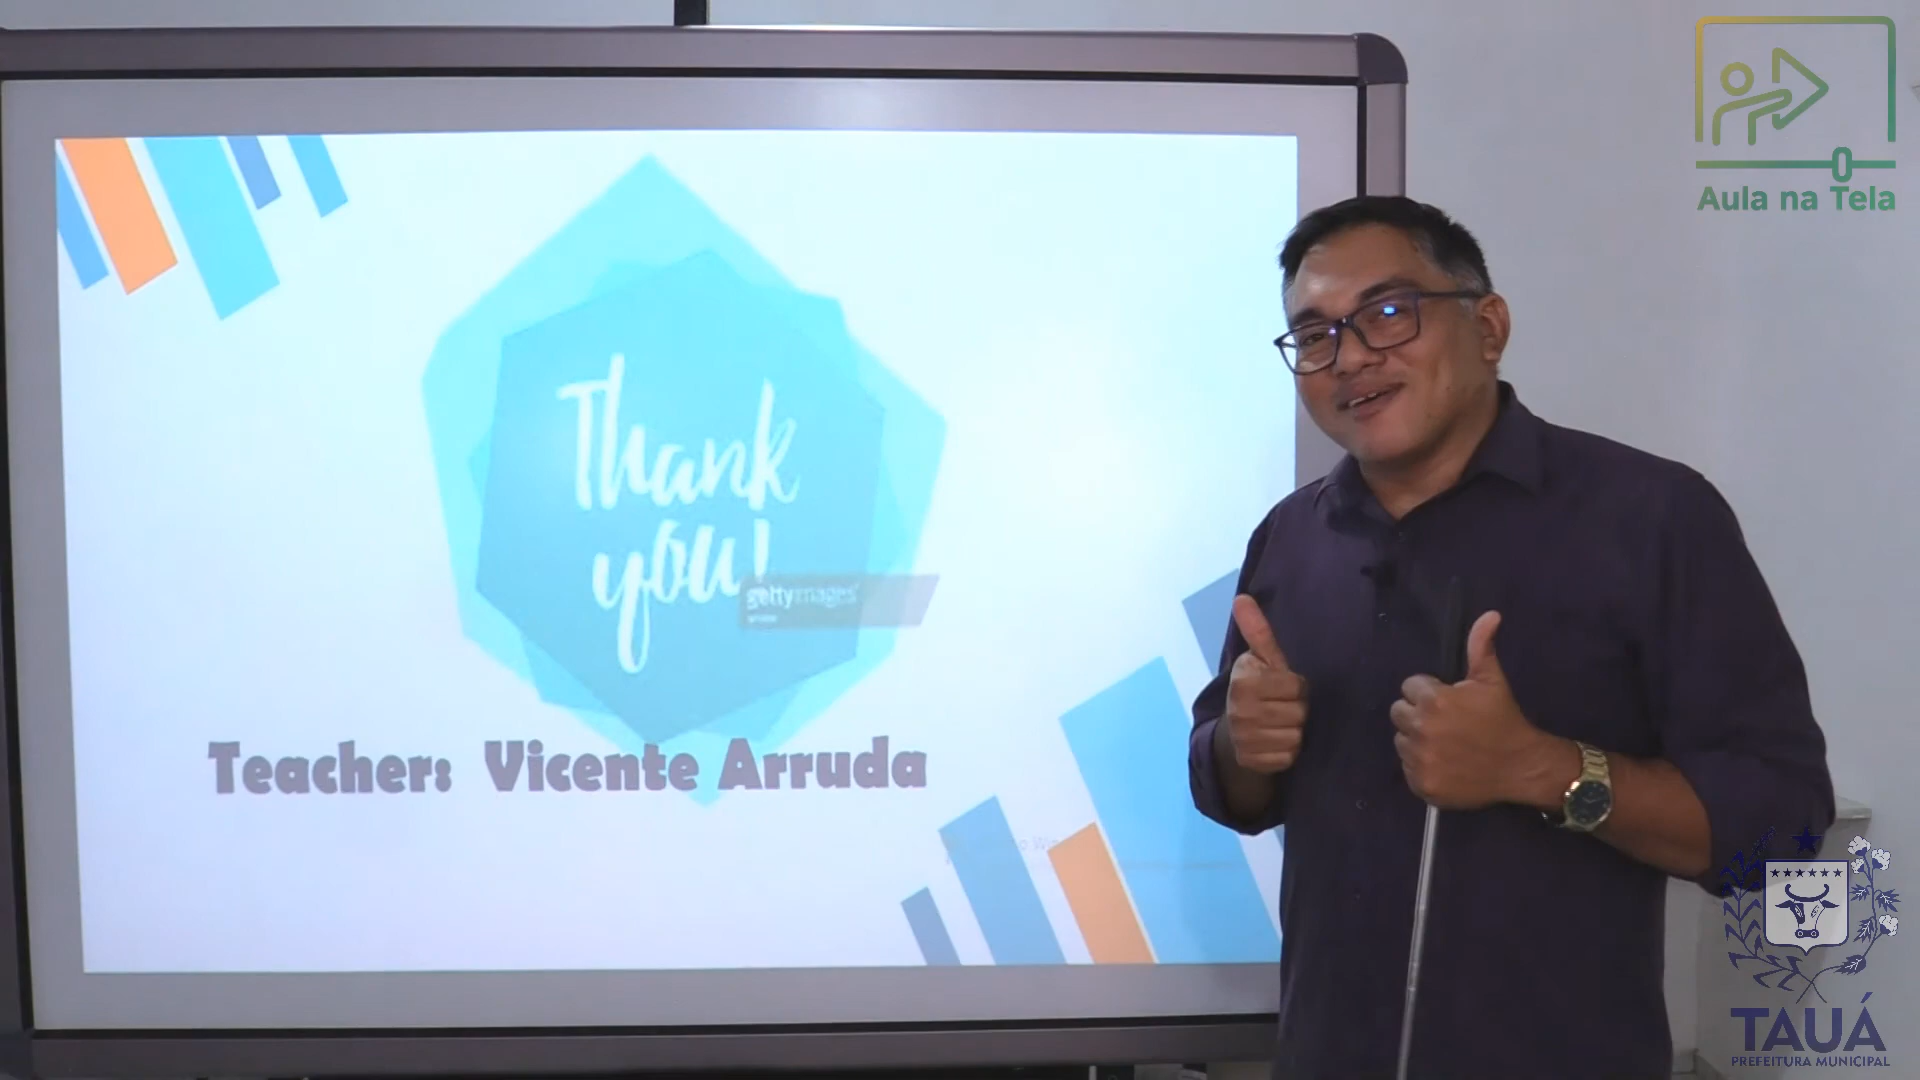 Aula na Tela
Thank
you!
gettyimages
Teacher: Vicente Arruda
TAUÁ
PREFEITURA MUNICIPAL